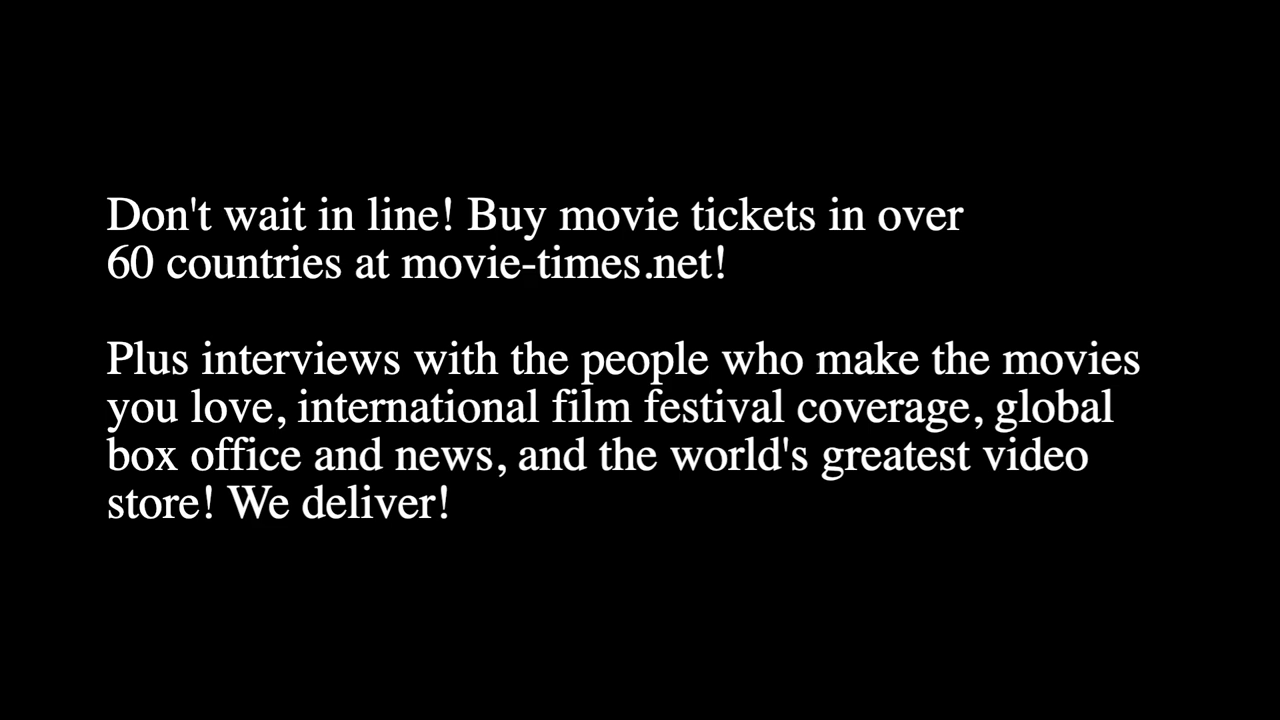 Don't wait in line! Buy movie tickets in over
60 countries at movie-times.net!
Plus interviews with the people who make the movies
you love, international film festival coverage, global
box office and news, and the world's greatest video
store! We deliver!